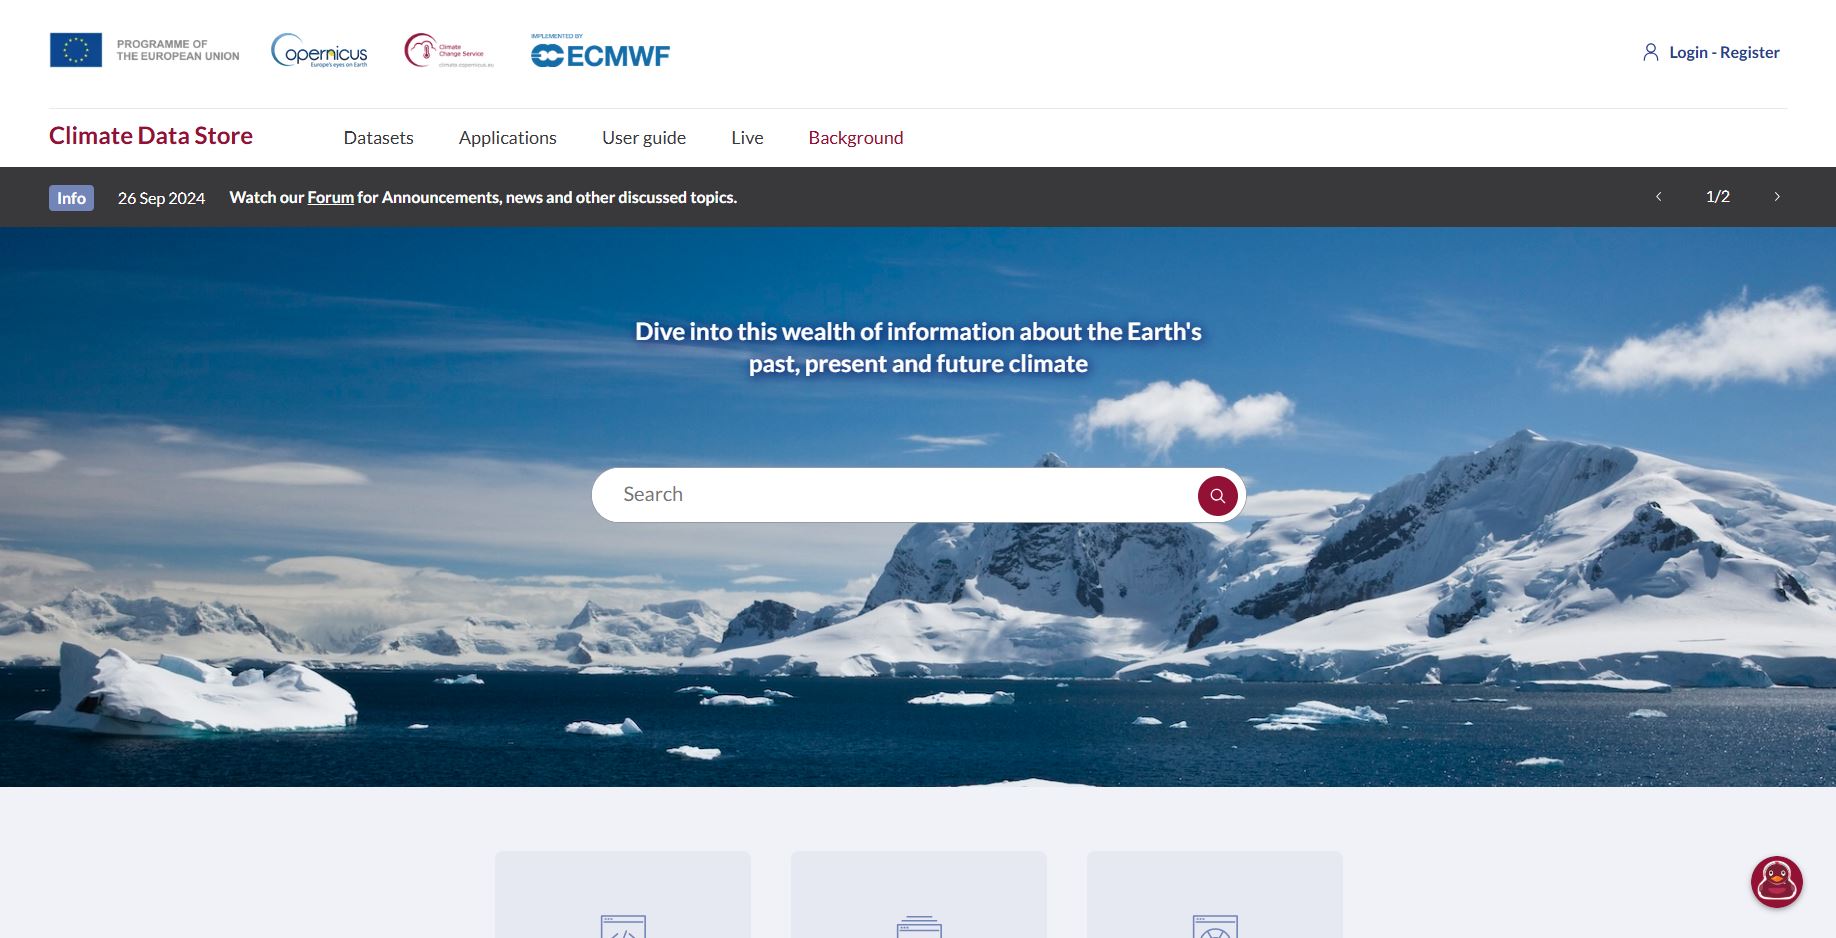 PROGRAMME OF
THE EUROPEAN UNION
opernicus
Europe's eyes on Earth
Climate
Change Service
climate.copernicus.eu
IMPLEMENTED BY
ECMWF
Login - Register
Climate Data Store
Datasets
Applications
User guide
Live
Background
Info
26 Sep 2024
Watch our Forum for Announcements, news and other discussed topics.
1/2
Dive into this wealth of information about the Earth's
past, present and future climate
Search